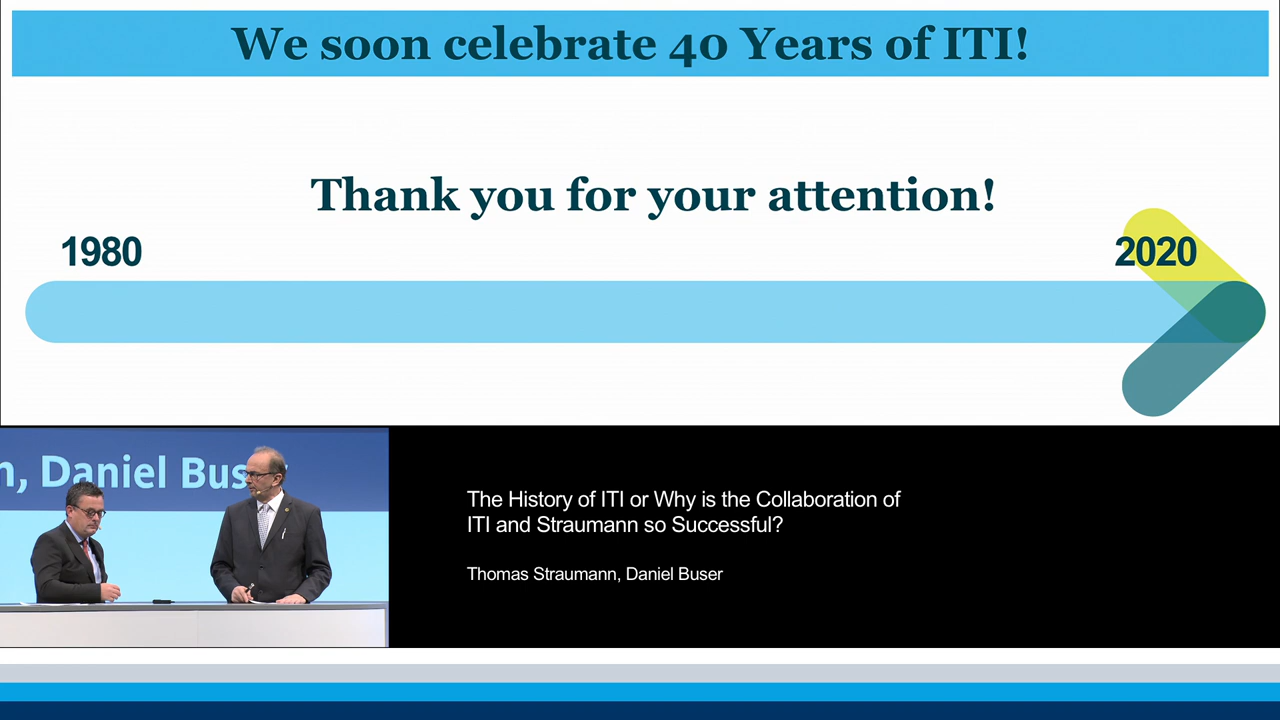 We soon celebrate 40 Years of ITI!
Thank you for your attention!
1980
2020
n, Daniel Bus
The History of ITI or Why is the Collaboration of
ITI and Straumann so Successful?
Thomas Straumann, Daniel Buser